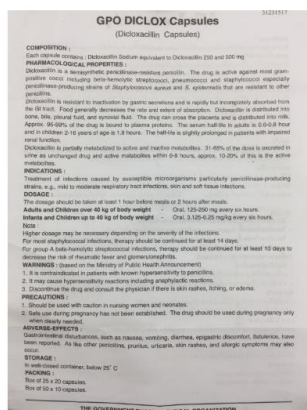 31231517
GPO DICLOX Capsules
(Dicloxacillin Capsules)
COMPOSITION :
Each capsule contains : Dicloxacillin Sodium equivalent to Dicloxacillin 250 and 500 mg
PHARMACOLOGICAL PROPERTIES :
Dicloxacillin is a semisynthetic penicillinase-resistant penicillin. The drug is active against most gram-
positive cocci including beta-hemolytic streptococci, pneumococci and staphylococci especially
penicillinase-producing strains of Staphylococcus aureus and S. epidermidis that are resistant to other
penicillins.
Dicloxacillin is resistant to inactivation by gastric secretions and is rapidly but incompletely absorbed from
the GI tract. Food generally decreases the rate and extent of absorption. Dicloxacillin is distributed into
bone, bile, pleural fluid, and synovial fluid. The drug can cross the placenta and is distributed into milk.
Approx. 95-99% of the drug is bound to plasma proteins. The serum half-life in adults is 0.6-0.8 hour
and in children 2-16 years of age is 1.9 hours. The half-life is slightly prolonged in patients with impaired
renal function.
Dicloxacillin is partially metabolized to active and inactive metabolites. 31-65% of the dose is excreted in
urine as unchanged drug and active metabolites within 6-8 hours, approx. 10-20% of this is the active
metabolites.
INDICATIONS :
Treatment of infections caused by susceptible microorganisms particularly penicillinase-producing
strains, e.g., mild to moderate respiratory tract infections, skin and soft tissue infections.
DOSAGE :
The dosage should be taken at least 1 hour before meals or 2 hours after meals.
Adults and Children over 40 kg of body weight - Oral, 125-250 mg every six hours.
Infants and Children up to 40 kg of body weight - Oral, 3.125-6.25 mg/kg every six hours.
Note :
Higher dosage may be necessary depending on the severity of the infections.
For most staphylococcal infections, therapy should be continued for at least 14 days.
For group A beta-hemolytic streptococcal infections, therapy should be continued for at least 10 days to
decrease the risk of rheumatic fever and glomerulonephritis.
WARNINGS : (based on the Ministry of Public Health Announcement)
1. It is contraindicated in patients with known hypersensitivity to penicillins.
2. It may cause hypersensitivity reactions including anaphylactic reactions.
3. Discontinue the drug and consult the physician if there is skin rashes, itching, or edema.
PRECAUTIONS :
1. Should be used with caution in nursing women and neonates.
2. Safe use during pregnancy has not been established. The drug should be used during pregnancy only
when clearly needed.
ADVERSE-EFFECTS :
Gastrointestinal disturbances, such as nausea, vomiting, diarrhea, epigastric discomfort, flatulence, have
been reported. As like other penicillins, pruritus, urticaria, skin rashes, and allergic symptoms may also
occur.
STORAGE :
In well-closed container, below 25° C
PACKING :
Box of 25 x 20 capsules.
Box of 50 x 10 capsules.
THE GOVERNMENT PHARMACEUTICAL ORGANIZATION